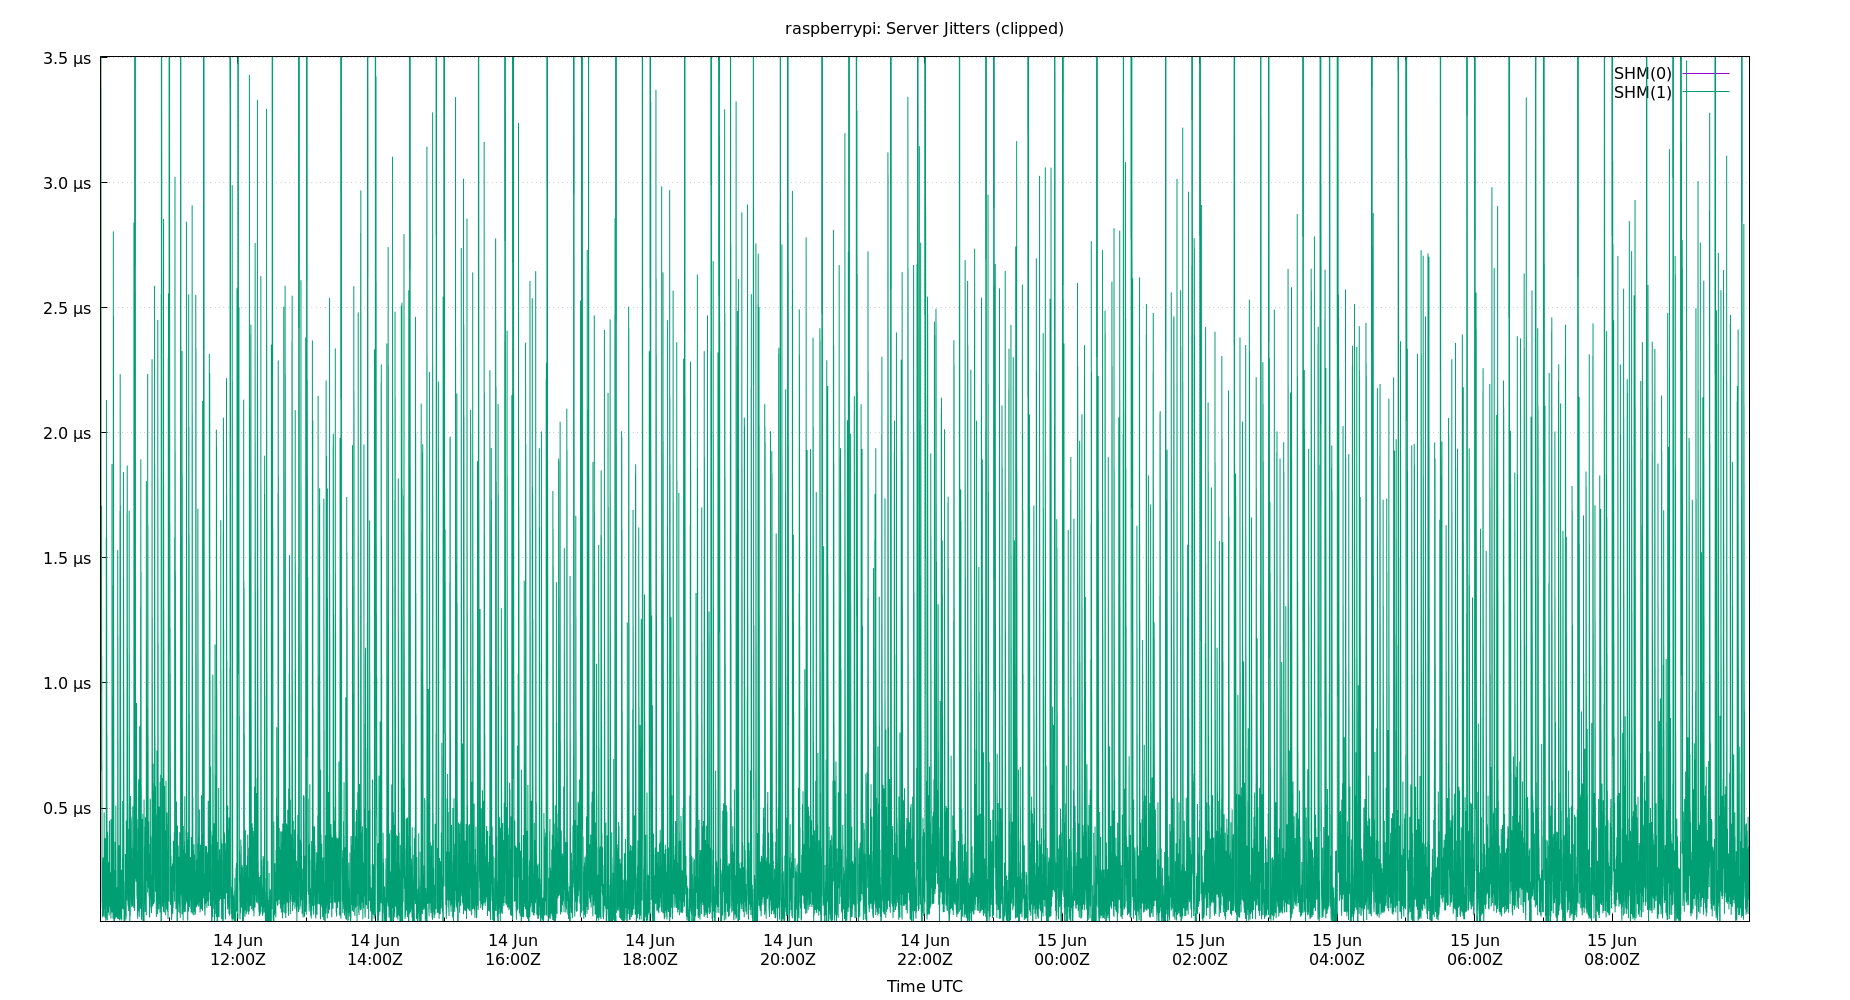 raspberrypi: Server Jitters (clipped)
3.5 µs
3.0 µs
2.5 µs
2.0 µs
1.5 µs
1.0 µs
0.5 µs
SHM(0)
SHM(1)
14 Jun 14 Jun 14 Jun 14 Jun 14 Jun 14 Jun 15 Jun 15 Jun 15 Jun 15 Jun 15 Jun
12:00Z 14:00Z 16:00Z 18:00Z 20:00Z 22:00Z 00:00Z 02:00Z 04:00Z 06:00Z 08:00Z
Time UTC